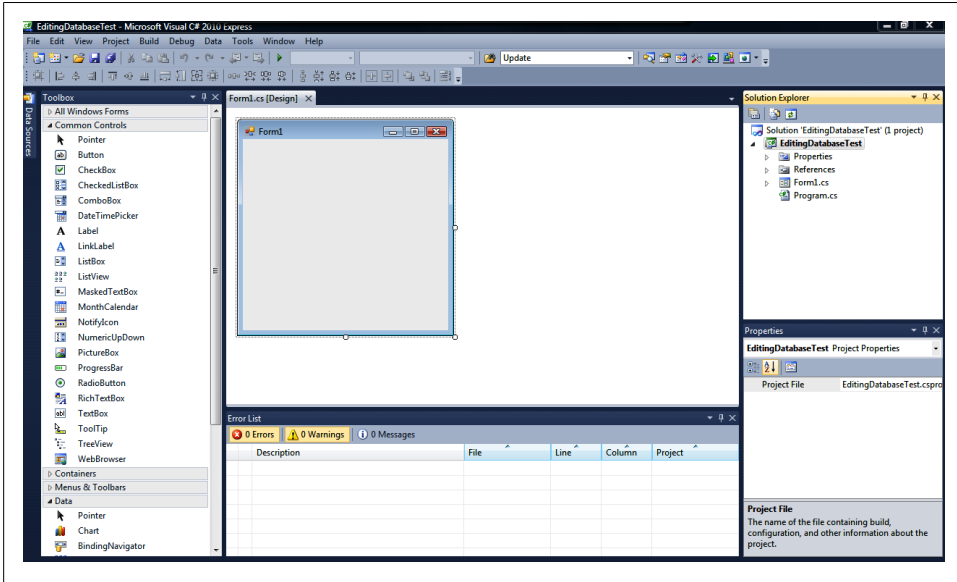 EditingDatabaseTest - Microsoft Visual C# 2010 Express
File Edit View Project Build Debug Data Tools Window Help
Update
Data Sources
Toolbox
All Windows Forms
Common Controls
Pointer
Button
CheckBox
CheckedListBox
ComboBox
DateTimePicker
Label
LinkLabel
ListBox
ListView
MaskedTextBox
MonthCalendar
NotifyIcon
NumericUpDown
PictureBox
ProgressBar
RadioButton
RichTextBox
TextBox
ToolTip
TreeView
WebBrowser
Containers
Menus & Toolbars
Data
Pointer
Chart
BindingNavigator
Form1.cs [Design]
Form1
Error List
0 Errors 0 Warnings 0 Messages
Description File Line Column Project
Solution Explorer
Solution 'EditingDatabaseTest' (1 project)
EditingDatabaseTest
Properties
References
Form1.cs
Program.cs
Properties
EditingDatabaseTest Project Properties
Project File EditingDatabaseTest.cspro
Project File
The name of the file containing build,
configuration, and other information about the
project.